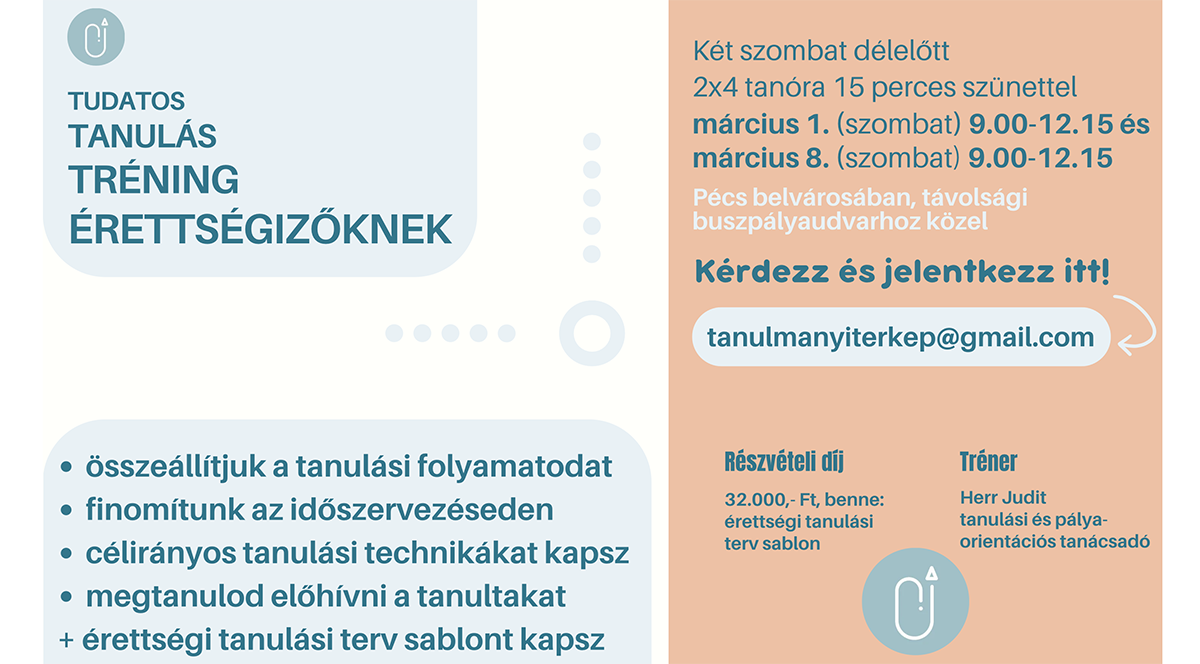 TUDATOS
TANULÁS
TRÉNING
ÉRETTSÉGIZŐKNEK
• összeállítjuk a tanulási folyamatodat
• finomítunk az időszervezéseden
• célirányos tanulási technikákat kapsz
• megtanulod előhívni a tanultakat
+ érettségi tanulási terv sablont kapsz
Két szombat délelőtt
2x4 tanóra 15 perces szünettel
március 1. (szombat) 9.00-12.15 és
március 8. (szombat) 9.00-12.15
Pécs belvárosában, távolsági
buszpályaudvarhoz közel
Kérdezz és jelentkezz itt!
tanulmanyiterkep@gmail.com
Részvételi díj
32.000,- Ft, benne:
érettségi tanulási
terv sablon
Tréner
Herr Judit
tanulási és pálya-
orientációs tanácsadó